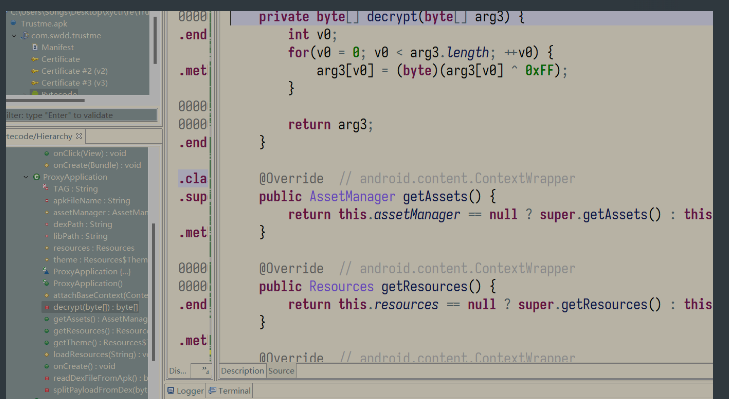 Trustme.apk
com.swdd.trustme
Manifest
Certificate
Certificate #2 (v2)
Certificate #3 (v3)
Bytecode
filter: type "Enter" to validate
Bytecode/Hierarchy
onClick(View) : void
onCreate(Bundle) : void
ProxyApplication
TAG : String
apkFileName : String
assetManager : AssetMan
dexPath : String
libPath : String
resources : Resources
theme : Resources$Them
ProxyApplication {...}
ProxyApplication()
attachBaseContext(Conte
decrypt(byte[]) : byte[]
getAssets() : AssetManag
getResources() : Resourc
getTheme() : Resources$
loadResources(String) : v
onCreate() : void
readDexFileFromApk() : b
splitPayloadFromDex(byt
0000
.end
.met
0000
0000
.end
.cla
.sup
.met
0000
0000
.end
.met
0000
Dis...
private byte[] decrypt(byte[] arg3) {
int v0;
for(v0 = 0; v0 < arg3.length; ++v0) {
arg3[v0] = (byte)(arg3[v0] ^ 0xFF);
}
return arg3;
}
@Override // android.content.ContextWrapper
public AssetManager getAssets() {
return this.assetManager == null ? super.getAssets() : this
}
@Override // android.content.ContextWrapper
public Resources getResources() {
return this.resources == null ? super.getResources() : this
}
@Override // android.content.ContextWrapper
Description Source
Logger Terminal